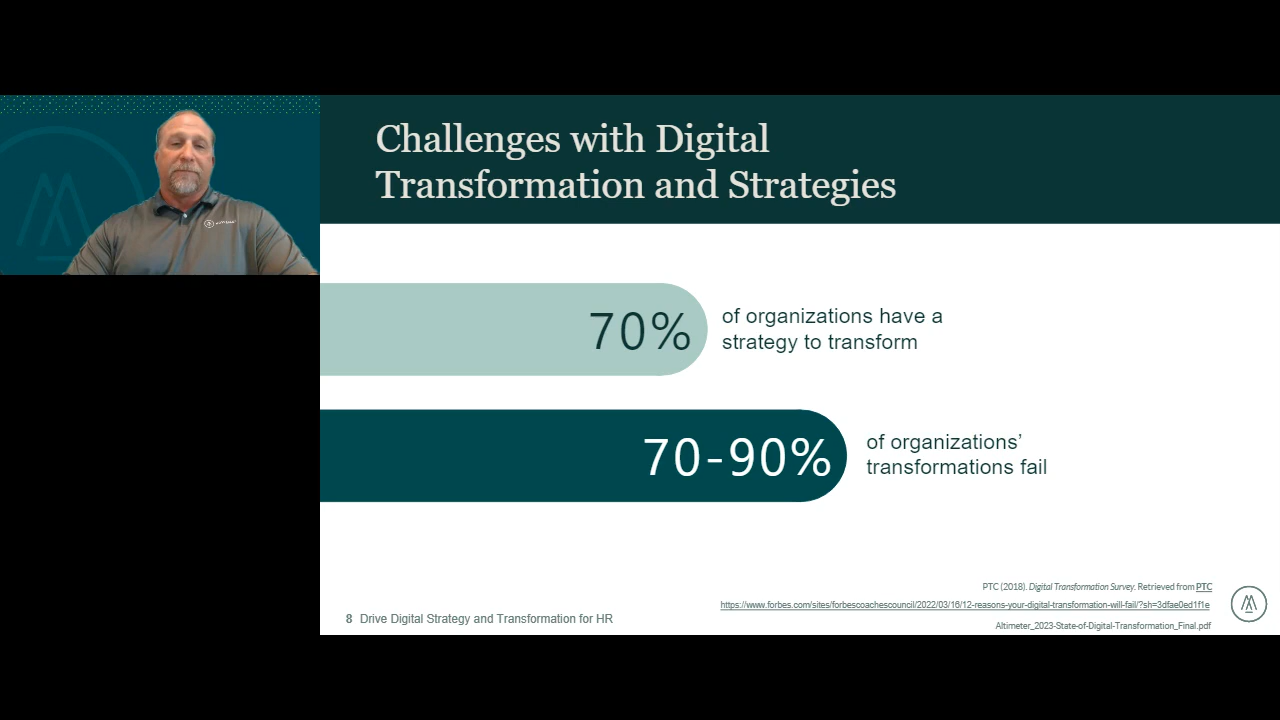 Challenges with Digital
Transformation and Strategies
70%
of organizations have a
strategy to transform
70-90%
of organizations'
transformations fail
PTC (2018). Digital Transformation Survey. Retrieved from PTC
https://www.forbes.com/sites/forbescoachescouncil/2022/03/16/12-reasons-your-digital-transformation-will-fail/?sh=3dfae0ed1f1e
Altimeter_2023-State-of-Digital-Transformation_Final.pdf
8 Drive Digital Strategy and Transformation for HR